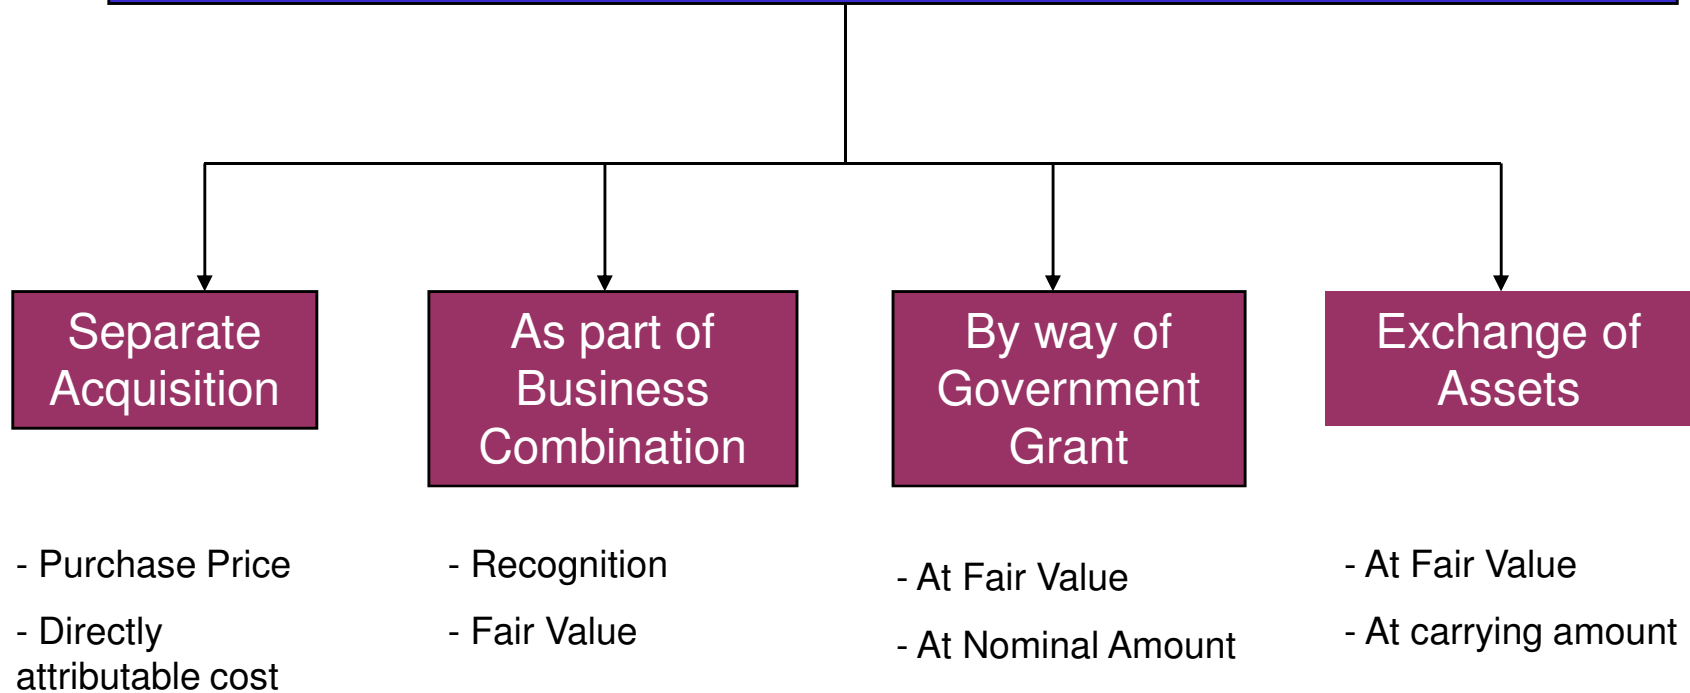 Separate
Acquisition
As part of
Business
Combination
By way of
Government
Grant
Exchange of
Assets
- Purchase Price
- Directly
attributable cost
- Recognition
- Fair Value
- At Fair Value
- At Nominal Amount
- At Fair Value
- At carrying amount